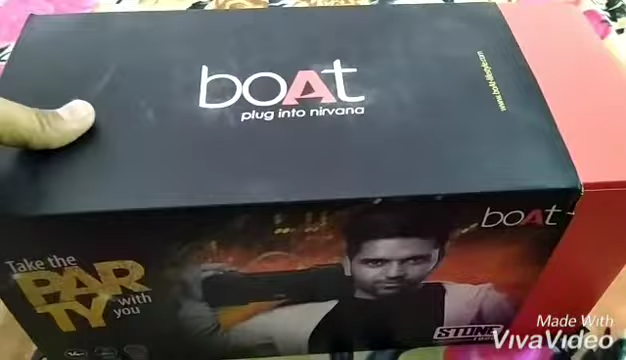 boAt
plug into nirvana
www.boAt-lifestyle.com
boAt
Take the
PAR
TY with
you
STONE
Made With
VivaVideo